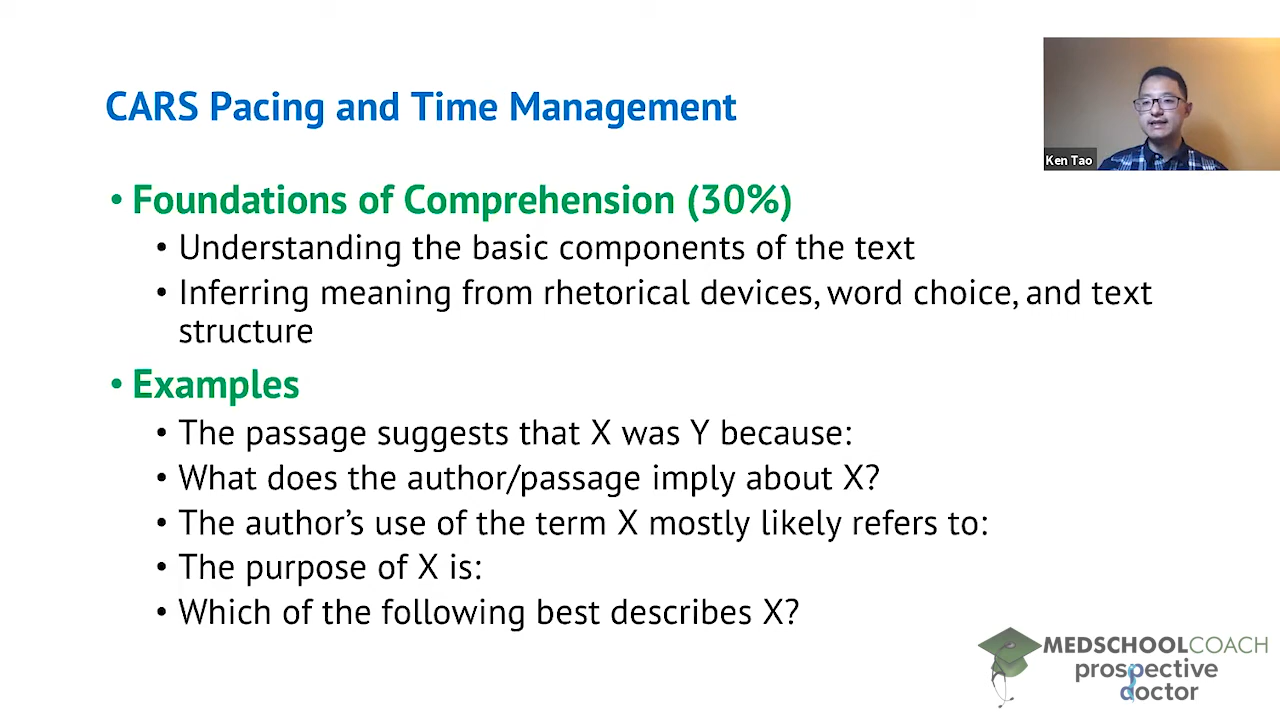 CARS Pacing and Time Management
Ken Tao
• Foundations of Comprehension (30%)
• Understanding the basic components of the text
• Inferring meaning from rhetorical devices, word choice, and text
structure
• Examples
• The passage suggests that X was Y because:
• What does the author/passage imply about X?
• The author's use of the term X mostly likely refers to:
• The purpose of X is:
• Which of the following best describes X?
MEDSCHOOLCOACH
prospective
doctor